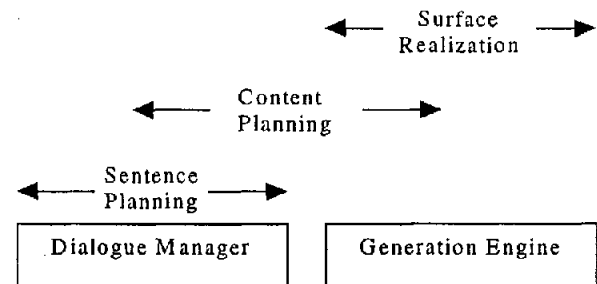 Surface
Realization
Content
Planning
Sentence
Planning
Dialogue Manager
Generation Engine